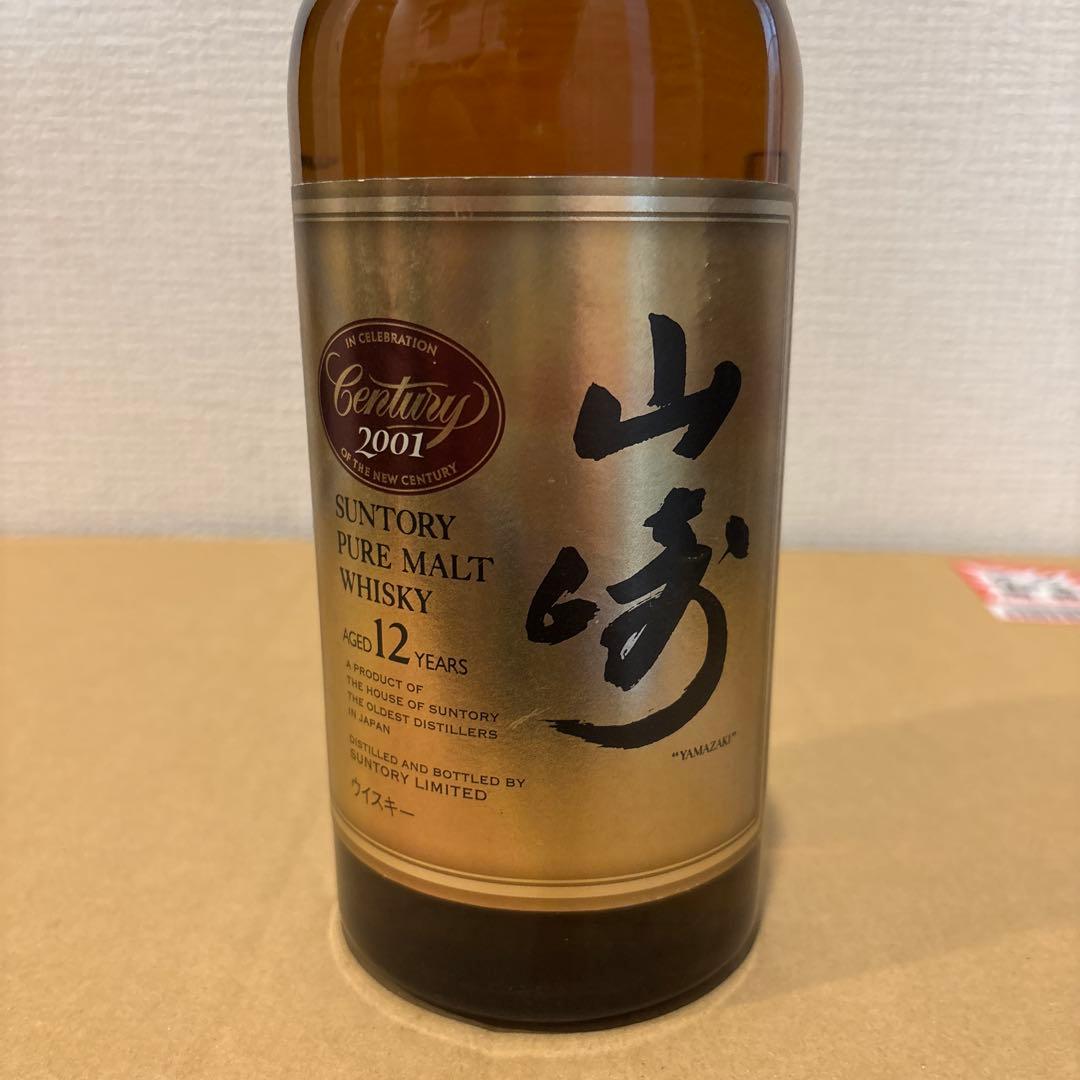 IN CELEBRATION
Century
2001
OF THE NEW CENTURY
SUNTORY
PURE MALT
WHISKY
AGED 12 YEARS
A PRODUCT OF
THE HOUSE OF SUNTORY
THE OLDEST DISTILLERS
IN JAPAN
DISTILLED AND BOTTLED BY
SUNTORY LIMITED
ウイスキー
山崎
"YAMAZAKI"